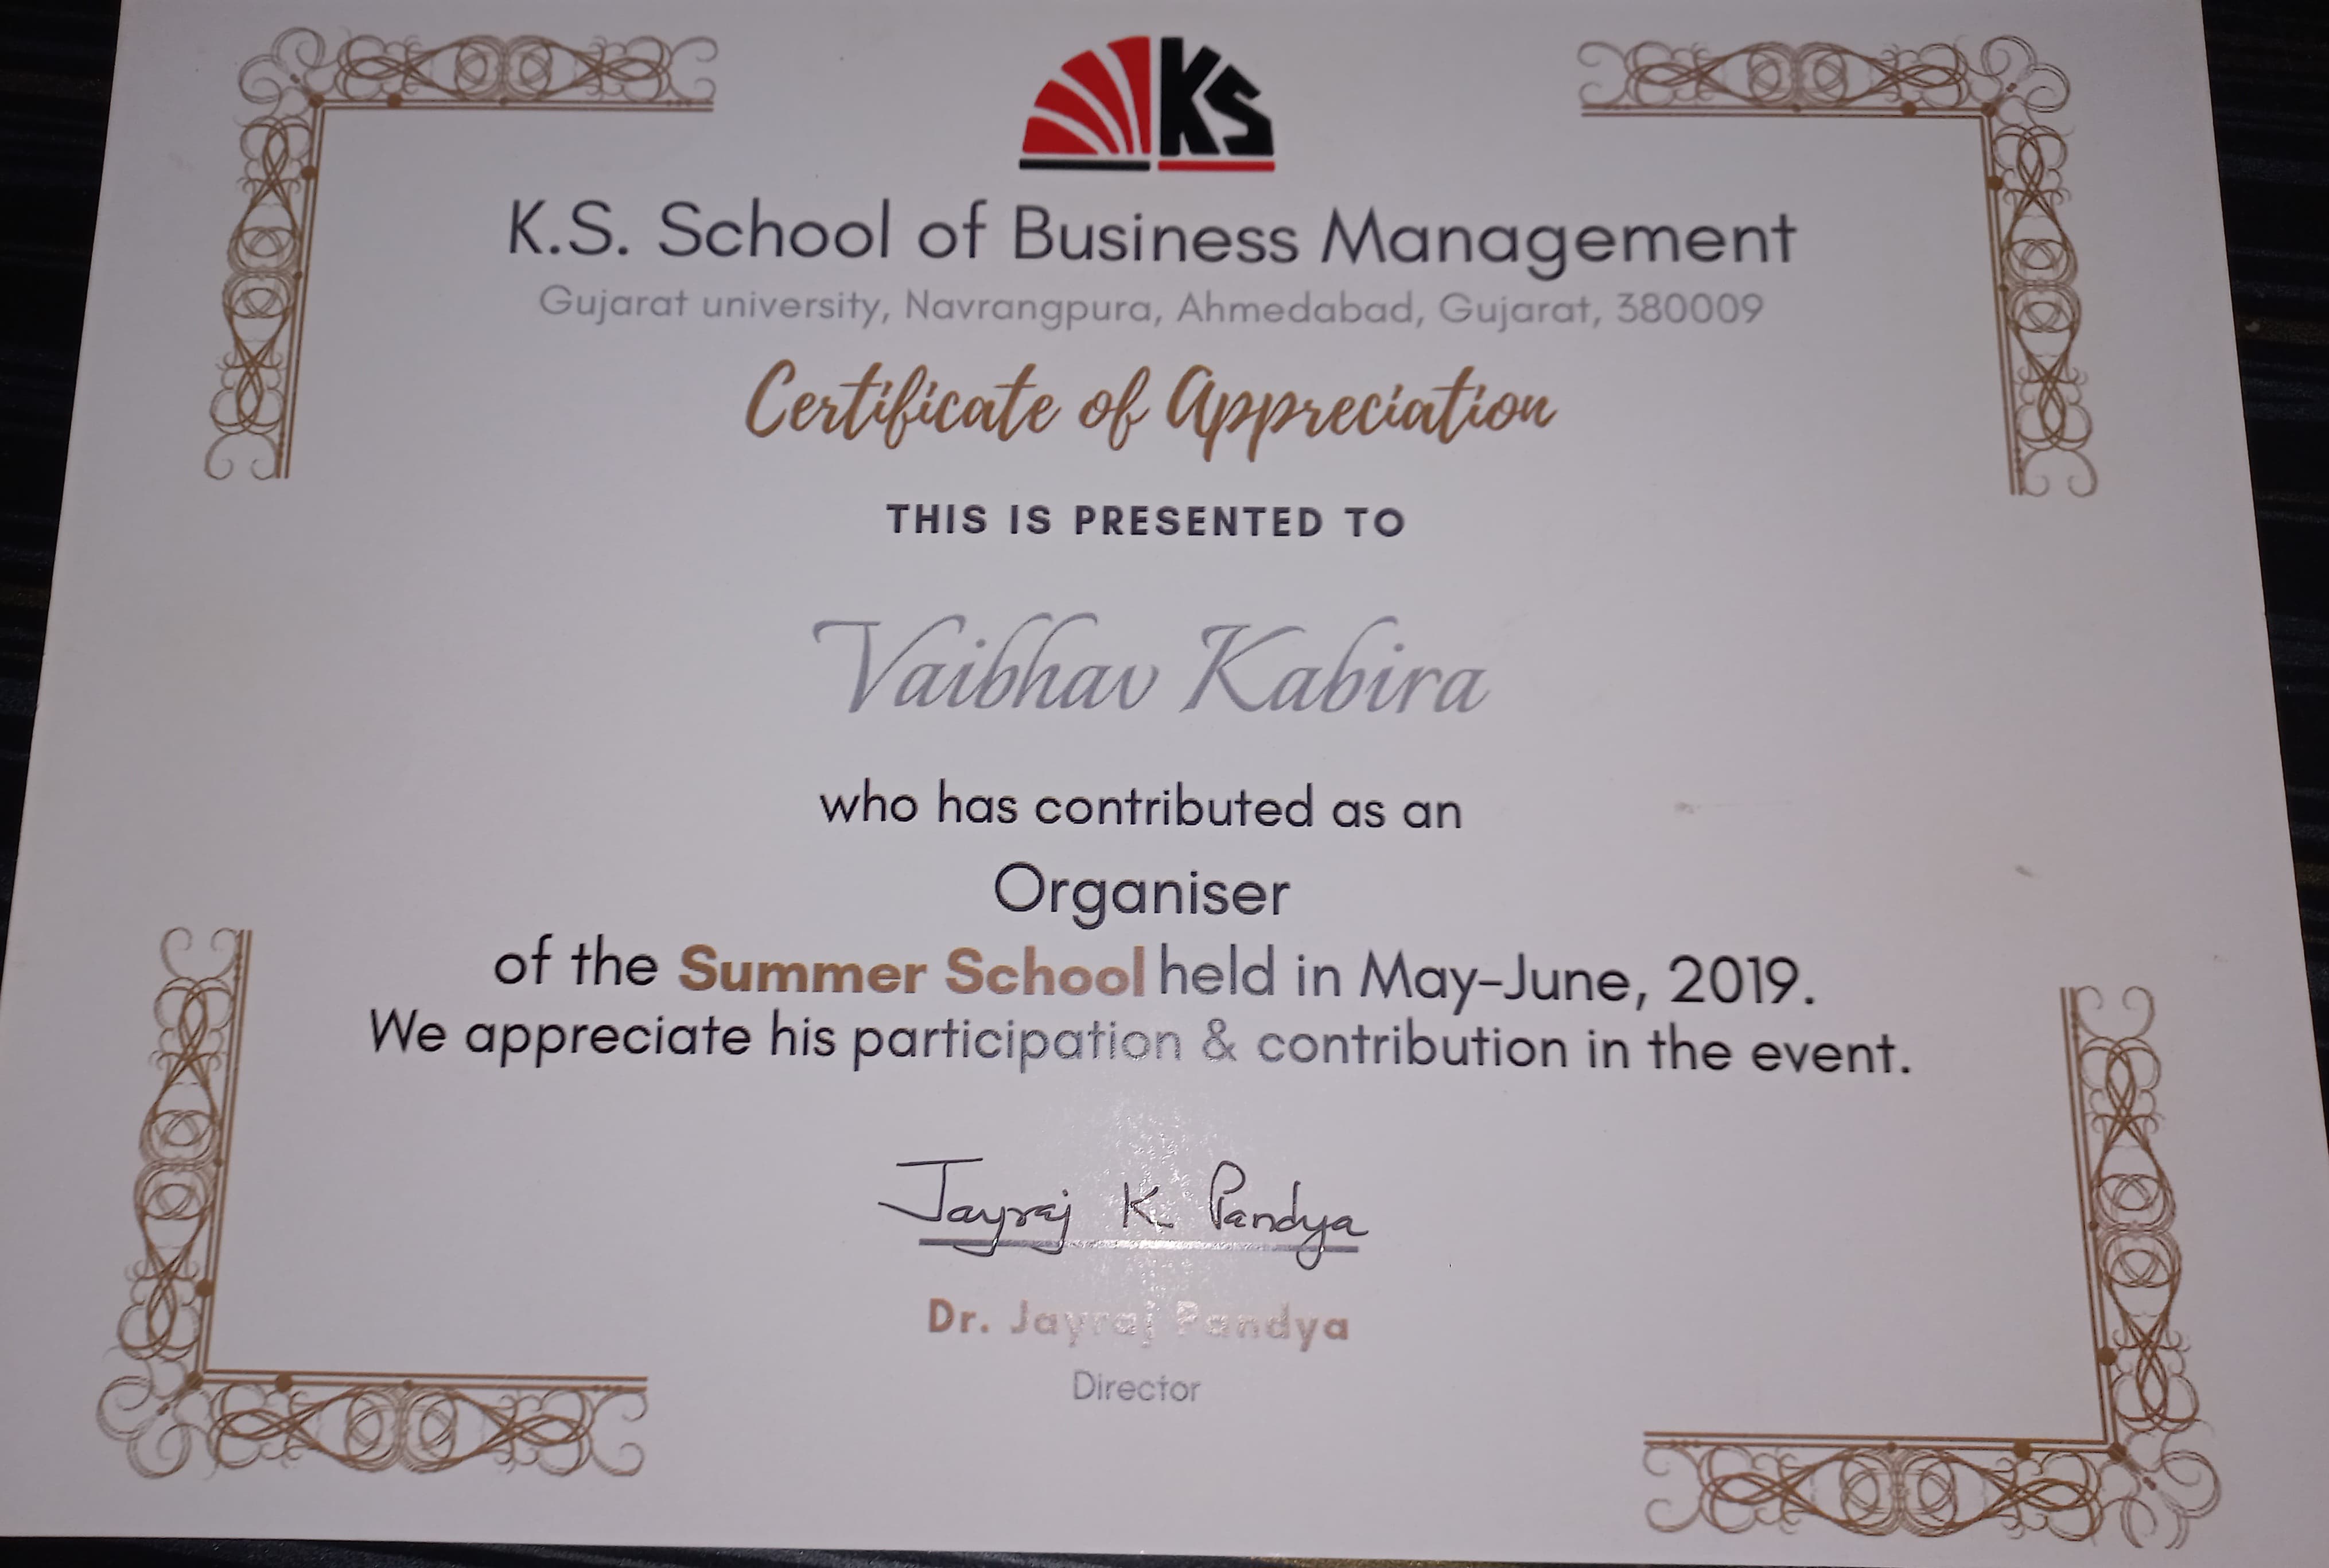 KS
K.S. School of Business Management
Gujarat university, Navrangpura, Ahmedabad, Gujarat, 380009
Certificate of Appreciation
THIS IS PRESENTED TO
Vaibhav Kabira
who has contributed as an
Organiser
of the Summer School held in May-June, 2019.
We appreciate his participation & contribution in the event.
Jayraj K Pandya
Dr. Jayraj Pandya
Director